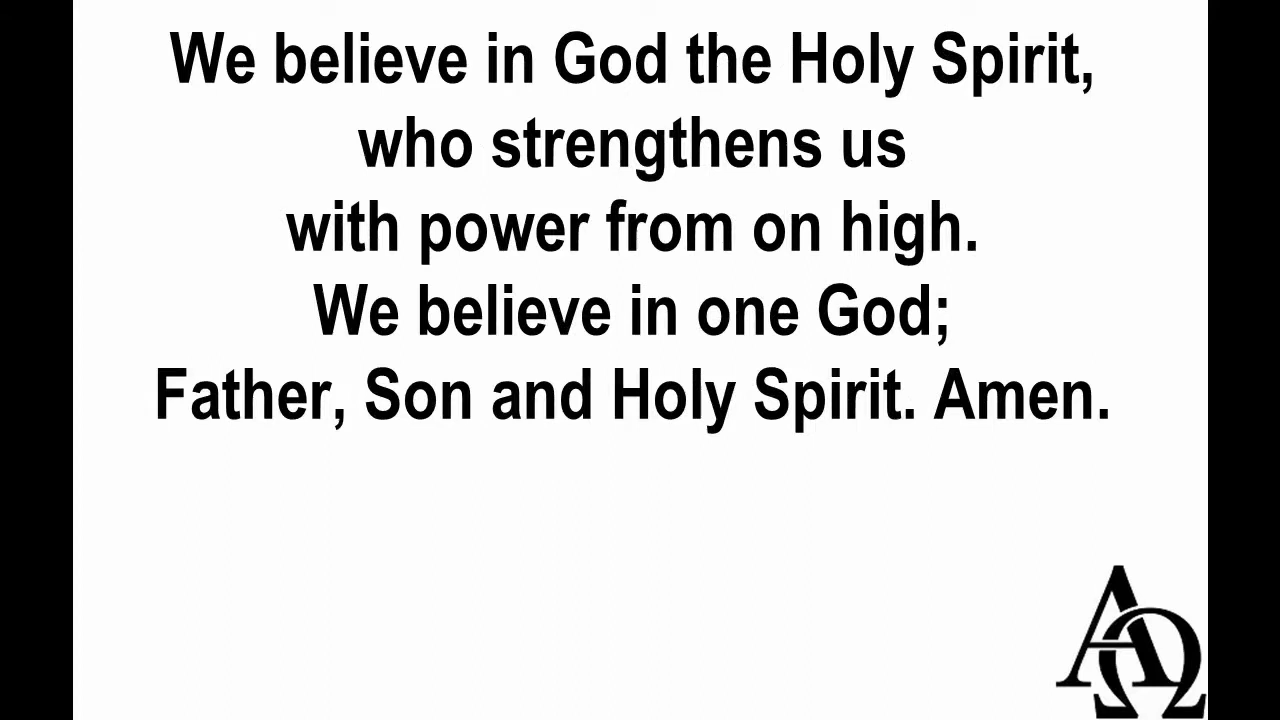 We believe in God the Holy Spirit,
who strengthens us
with power from on high.
We believe in one God;
Father, Son and Holy Spirit. Amen.
ΑΩ